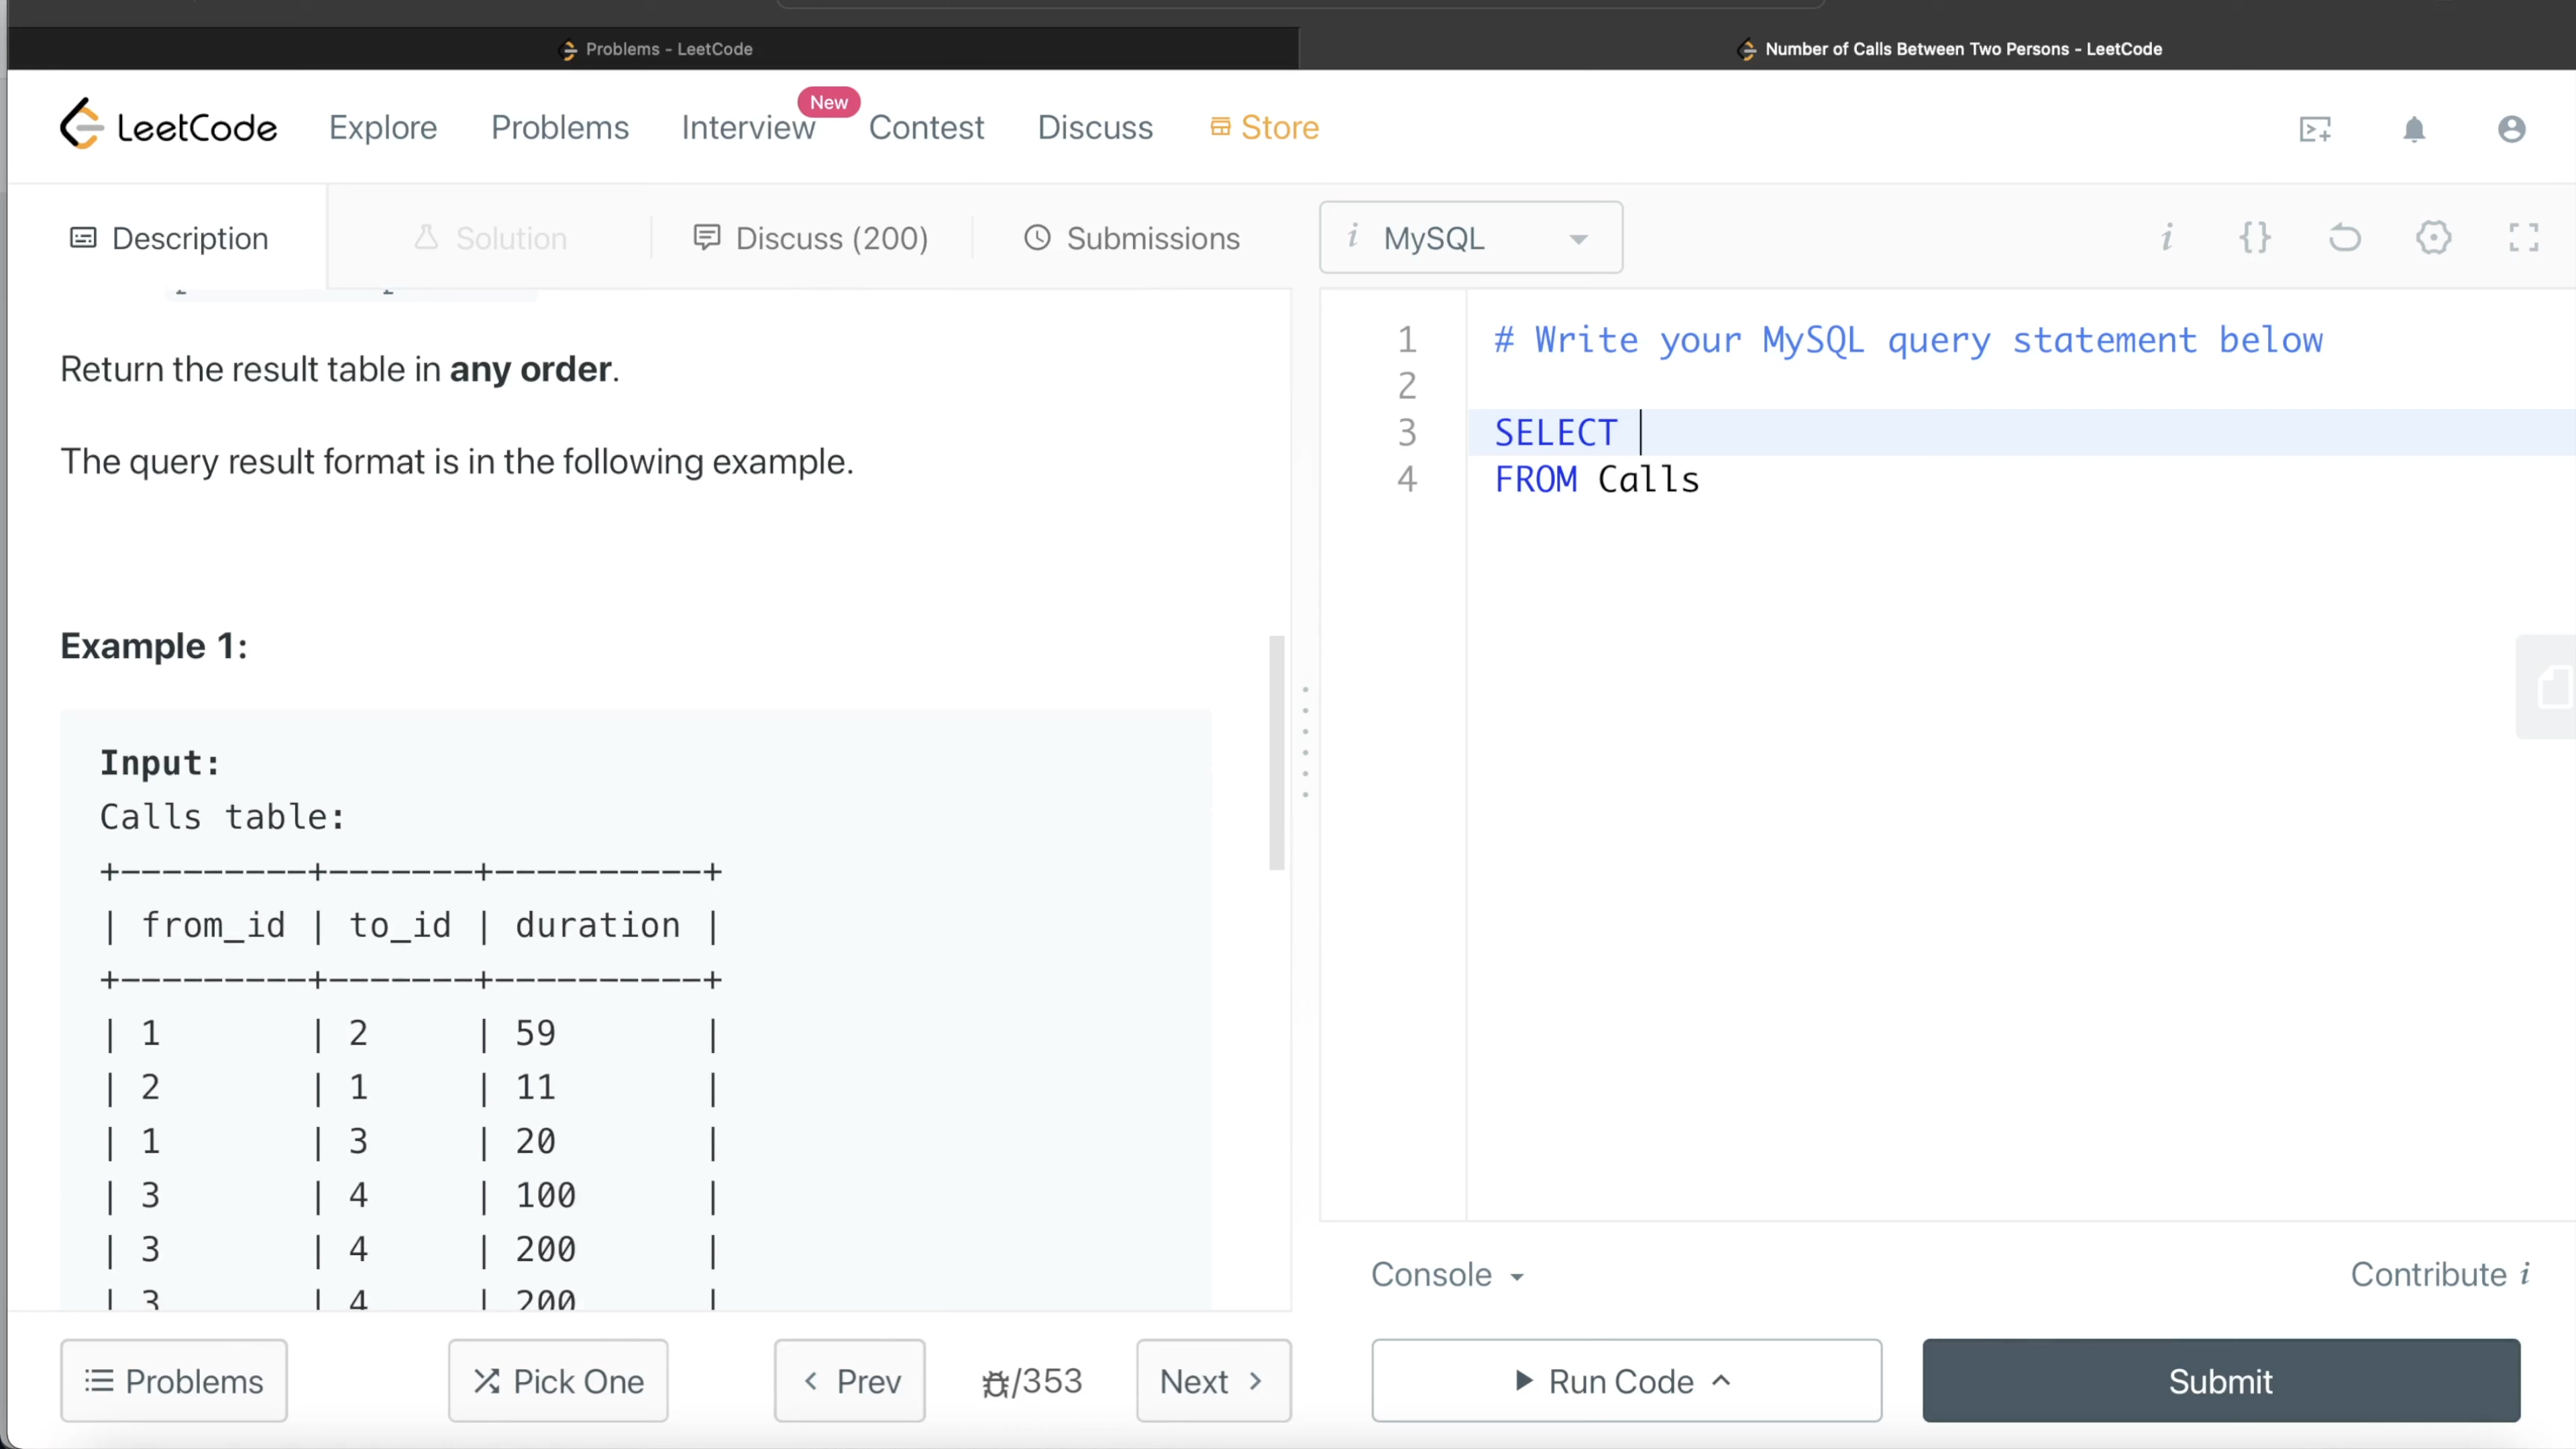 Problems - LeetCode
Number of Calls Between Two Persons - LeetCode
LeetCode
Explore
Problems
Interview
New
Contest
Discuss
Store
Description
Solution
Discuss (200)
Submissions
i MySQL
i {}
Return the result table in any order.
The query result format is in the following example.
Example 1:
Input:
Calls table:
+---------+-------+----------+
| from_id | to_id | duration |
+---------+-------+----------+
| 1       | 2     | 59       |
| 2       | 1     | 11       |
| 1       | 3     | 20       |
| 3       | 4     | 100      |
| 3       | 4     | 200      |
| 3       | 4     | 200      |
1 # Write your MySQL query statement below
2
3 SELECT
4 FROM Calls
Console
Contribute i
Problems
Pick One
Prev
/353
Next
Run Code
Submit